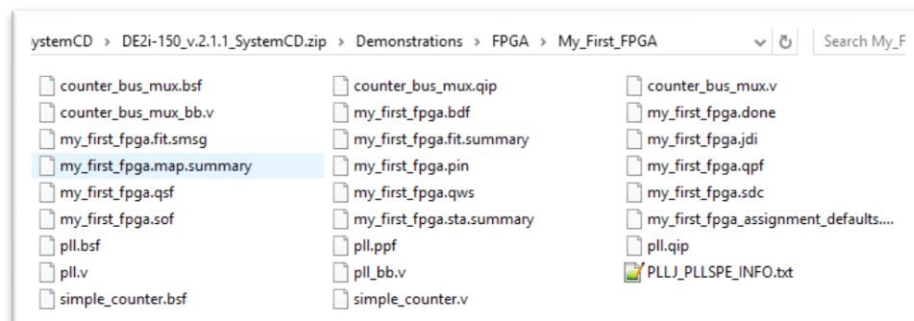 ystemCD > DE2i-150_v.2.1.1_SystemCD.zip > Demonstrations > FPGA > My_First_FPGA Search My_F
counter_bus_mux.bsf counter_bus_mux.qip counter_bus_mux.v
counter_bus_mux_bb.v my_first_fpga.bdf my_first_fpga.done
my_first_fpga.fit.smsg my_first_fpga.fit.summary my_first_fpga.jdi
my_first_fpga.map.summary my_first_fpga.pin my_first_fpga.qpf
my_first_fpga.qsf my_first_fpga.qws my_first_fpga.sdc
my_first_fpga.sof my_first_fpga.sta.summary my_first_fpga_assignment_defaults....
pll.bsf pll.ppf pll.qip
pll.v pll_bb.v PLLJ_PLLSPE_INFO.txt
simple_counter.bsf simple_counter.v